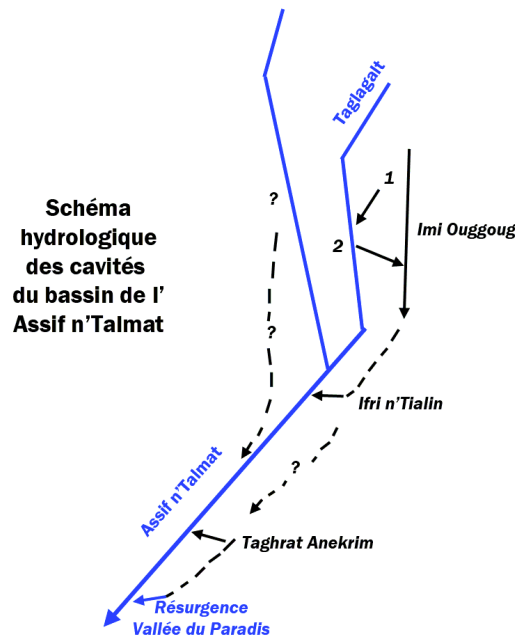 Schéma
hydrologique
des cavités
du bassin de l'
Assif n'Talmat
Taglagalt
?
1
Imi Ouggoug
2
?
Ifri n'Tialin
?
Assif n'Talmat
Taghrat Anekrim
Résurgence
Vallée du Paradis